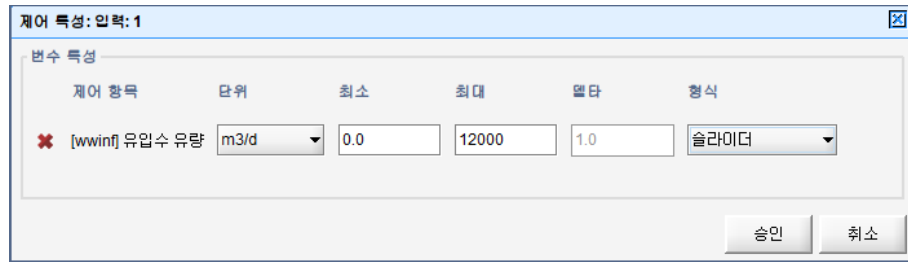 제어 특성: 입력: 1
변수 특성
제어 항목 단위 최소 최대 델타 형식
[wwinf] 유입수 유량 m3/d 0.0 12000 1.0 슬라이더
승인 취소